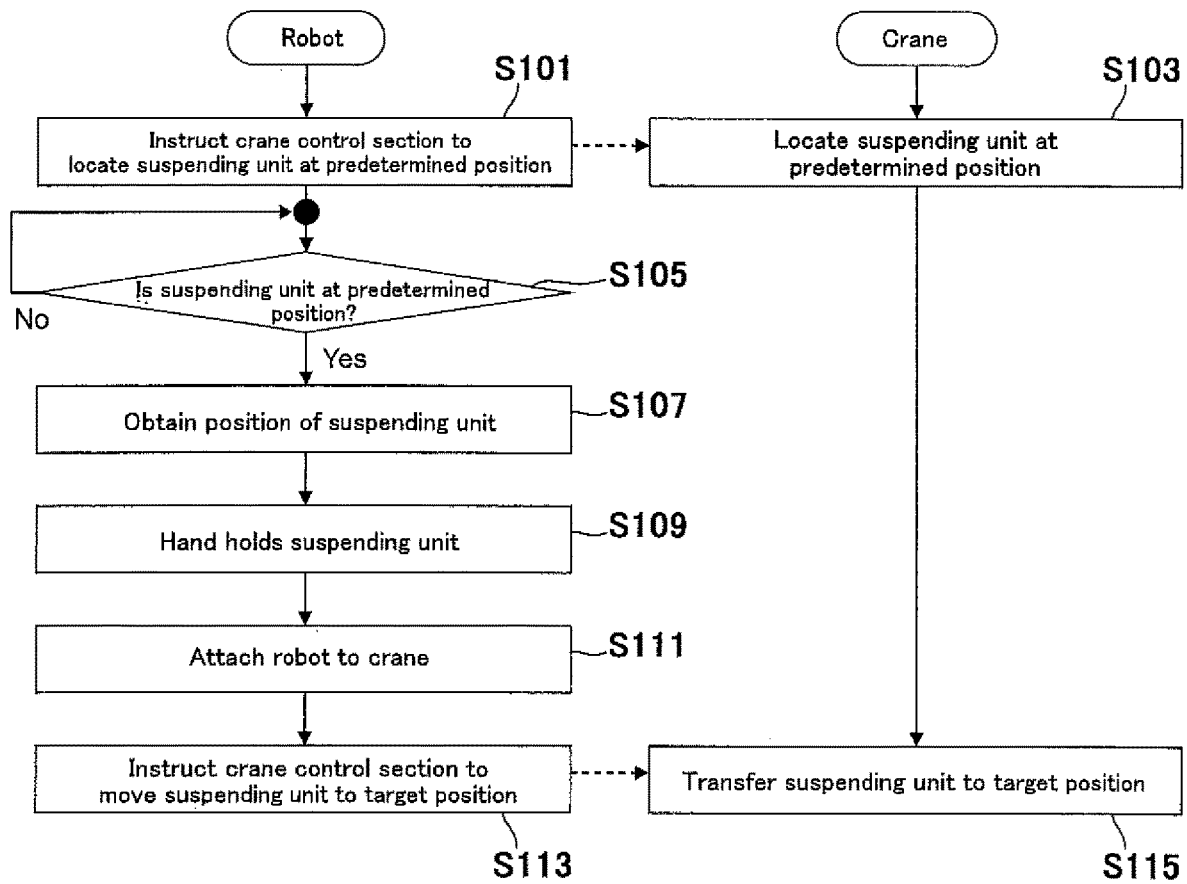 Robot
Crane
S101
S103
Instruct crane control section to
locate suspending unit at predetermined position
Locate suspending unit at
predetermined position
S105
Is suspending unit at predetermined
position?
No
Yes
S107
Obtain position of suspending unit
S109
Hand holds suspending unit
S111
Attach robot to crane
Instruct crane control section to
move suspending unit to target position
Transfer suspending unit to target position
S113
S115